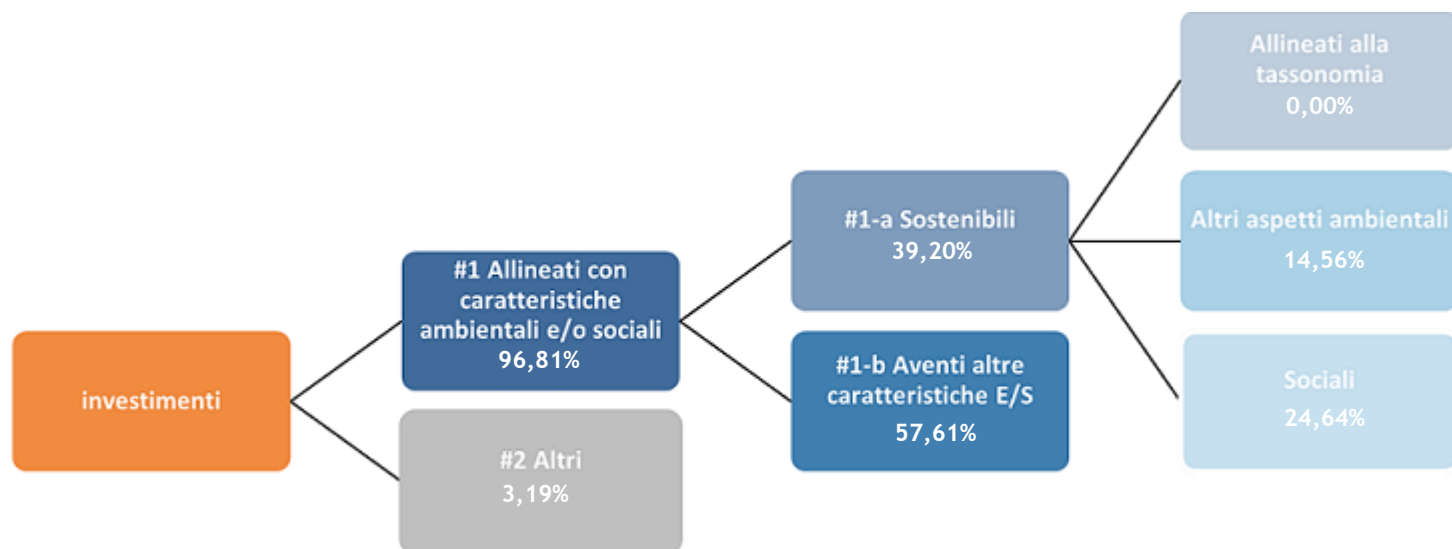 investimenti
#1 Allineati con
caratteristiche
ambientali e/o sociali
96,81%
#2 Altri
3,19%
#1-a Sostenibili
39,20%
#1-b Aventi altre
caratteristiche E/S
57,61%
Allineati alla
tassonomia
0,00%
Altri aspetti ambientali
14,56%
Sociali
24,64%